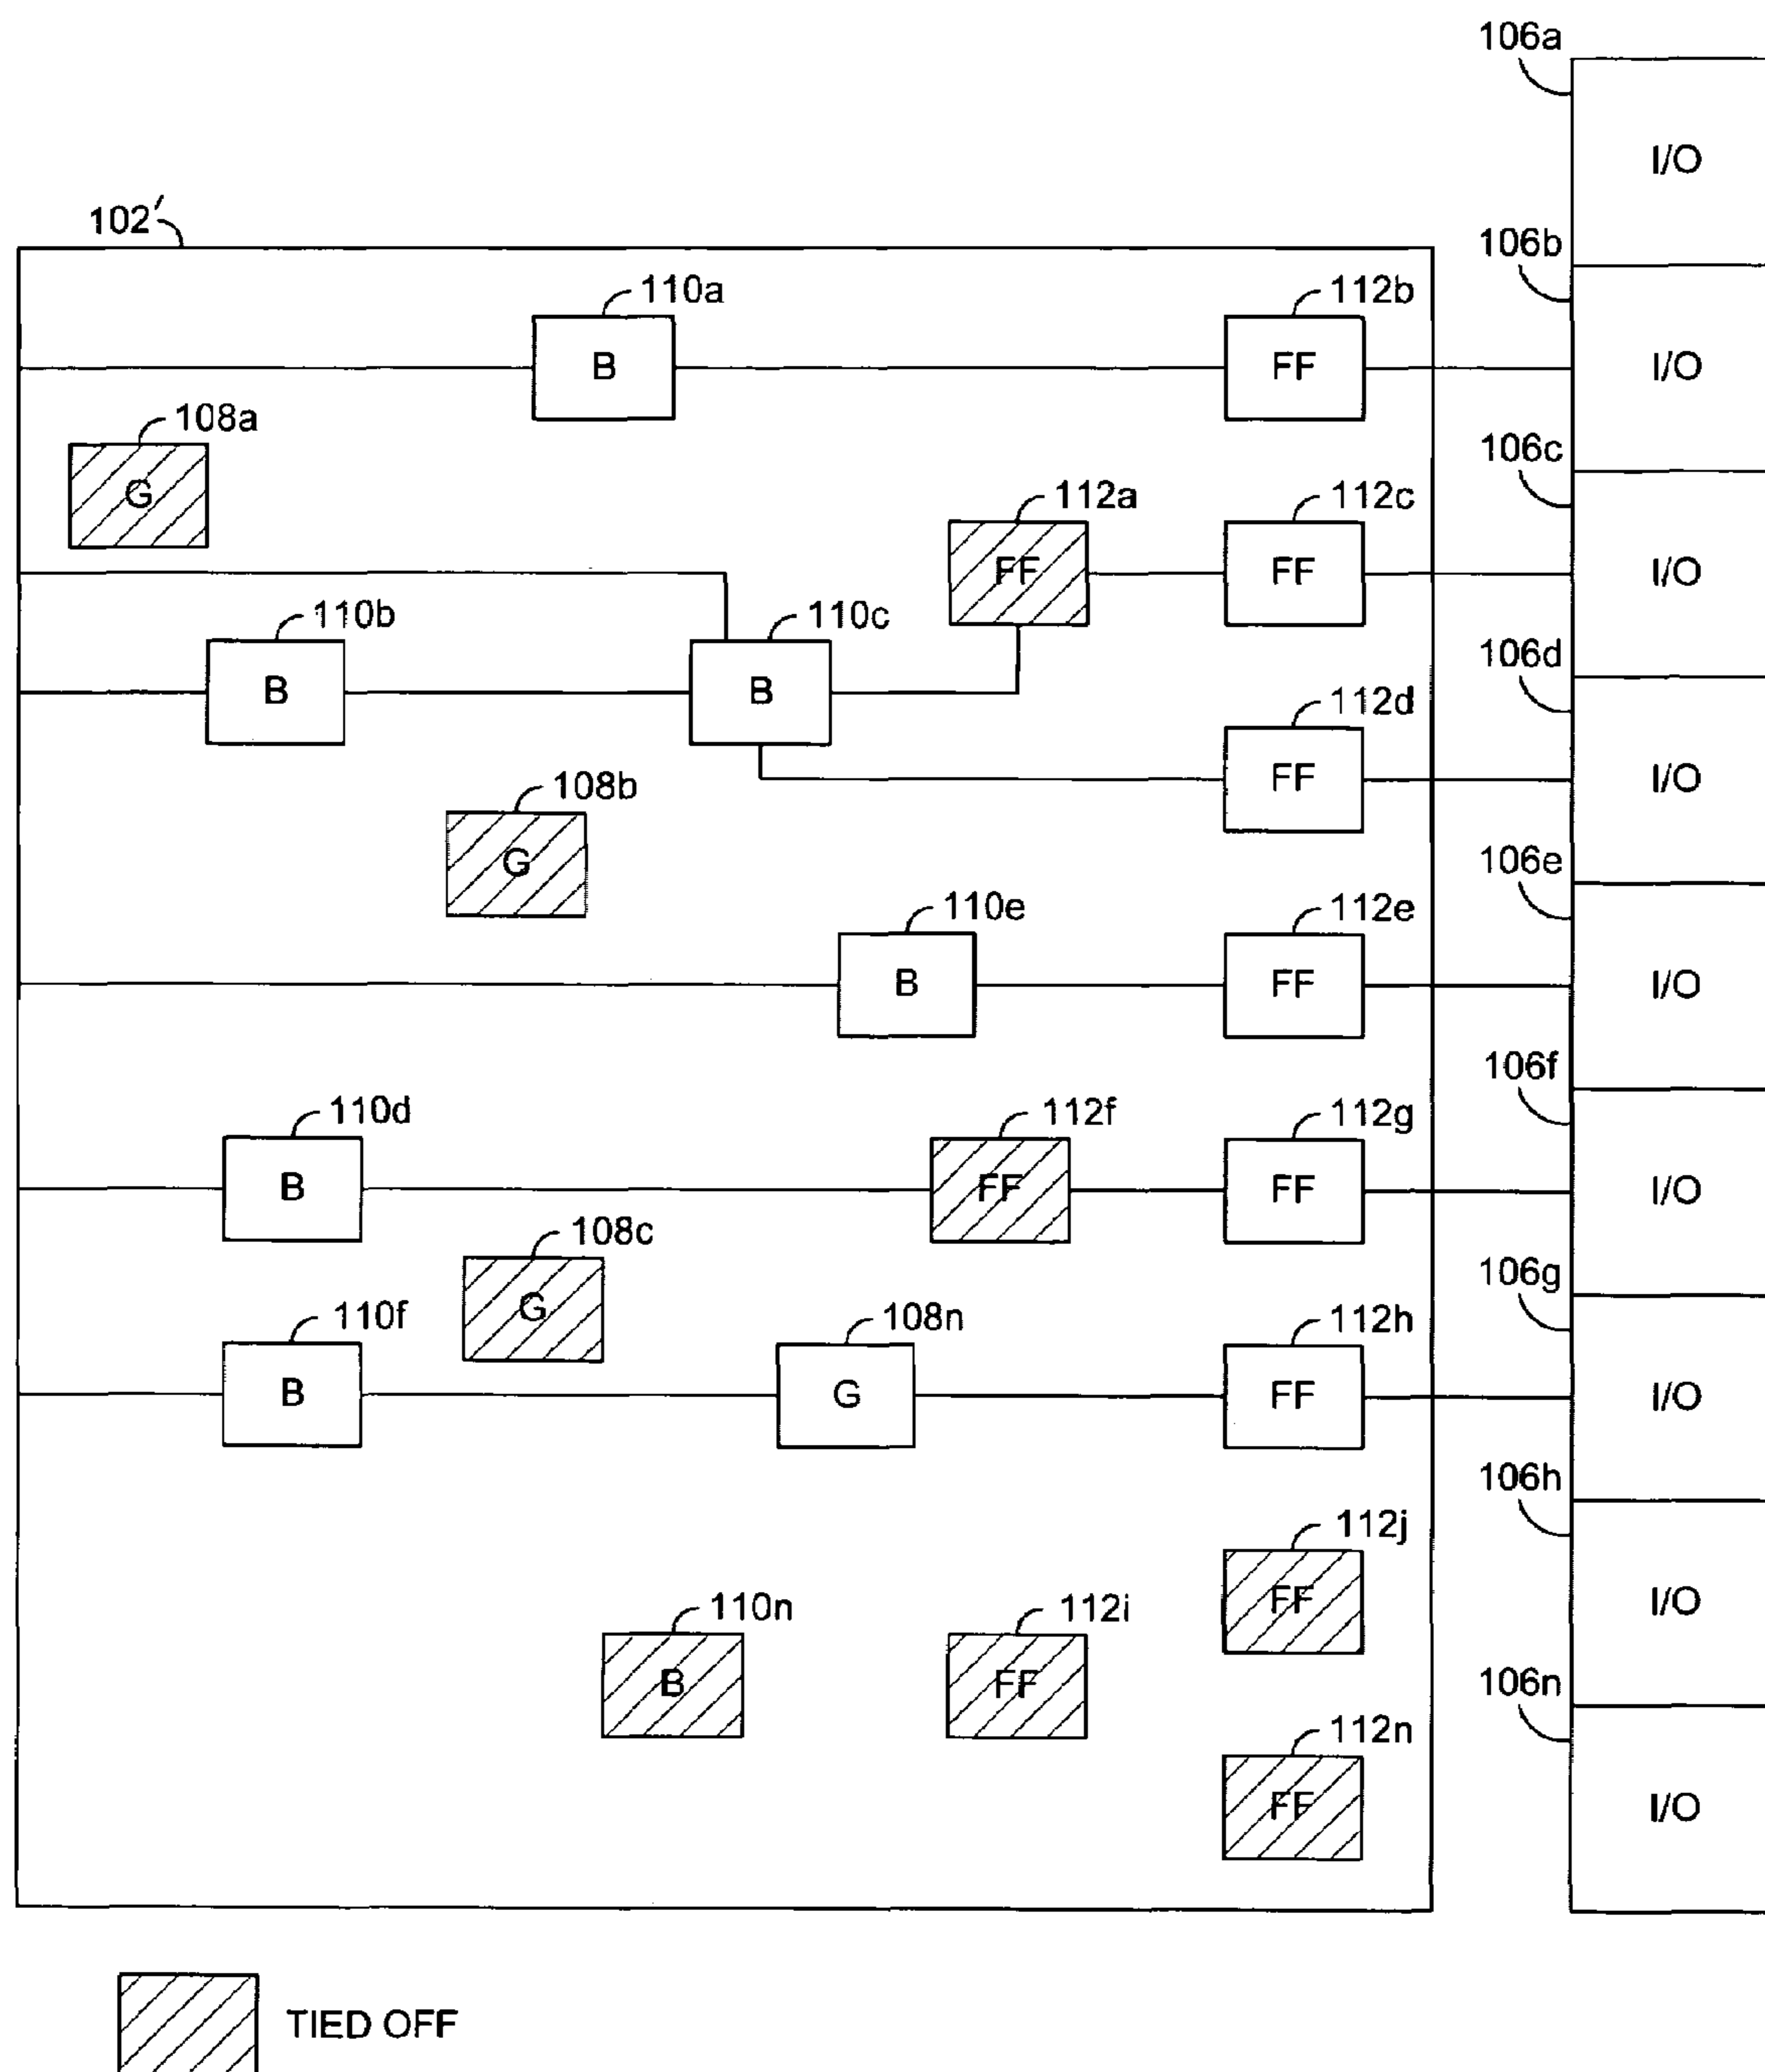 106a
I/O
102′
106b
110a
112b
B
FF
I/O
108a
G
106c
112a
112c
FF
FF
I/O
110b
110c
B
B
106d
112d
FF
I/O
108b
G
106e
110e
112e
B
FF
I/O
106f
110d
112f
112g
B
FF
FF
I/O
108c
G
106g
110f
108n
112h
B
G
FF
I/O
106h
112j
FF
I/O
110n
112i
B
FF
106n
112n
FF
I/O
TIED OFF